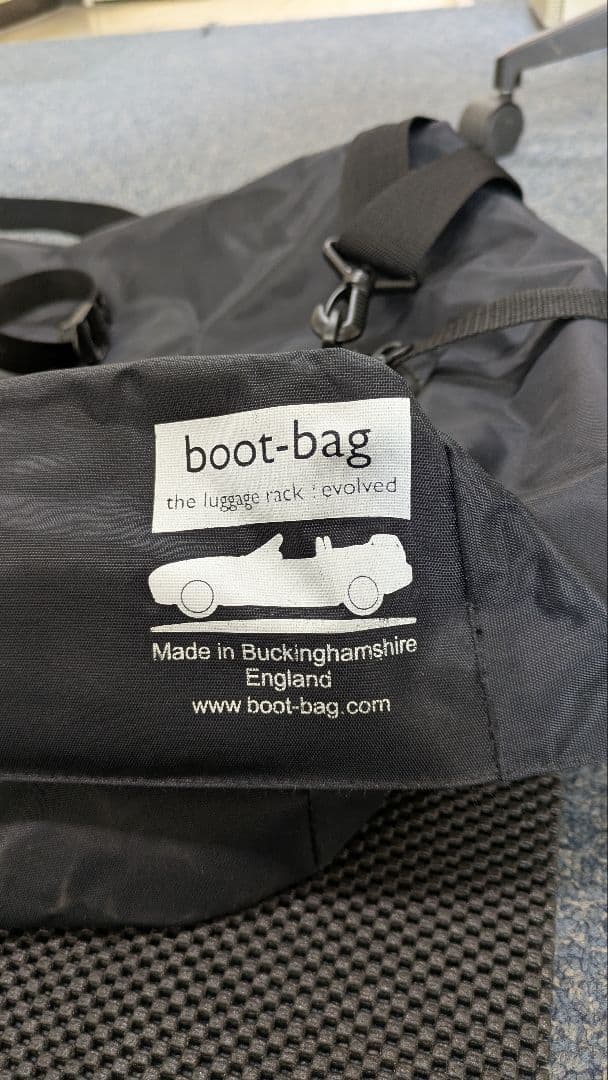 boot-bag
the luggage rack : evolved
Made in Buckinghamshire
England
www boot-bag.com